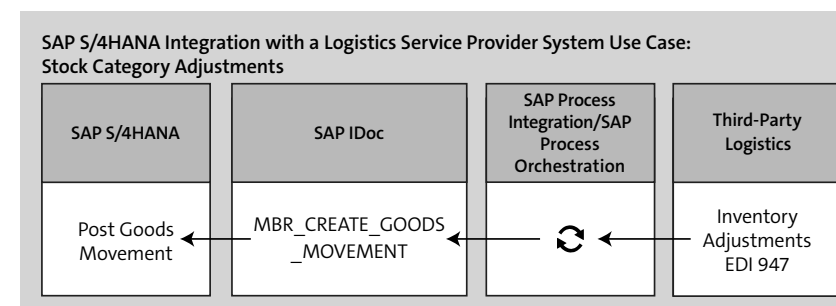 SAP S/4HANA Integration with a Logistics Service Provider System Use Case:
Stock Category Adjustments
SAP S/4HANA
SAP IDoc
SAP Process
Integration/SAP
Process
Orchestration
Third-Party
Logistics
Post Goods
Movement
MBR_CREATE_GOODS
_MOVEMENT
Inventory
Adjustments
EDI 947